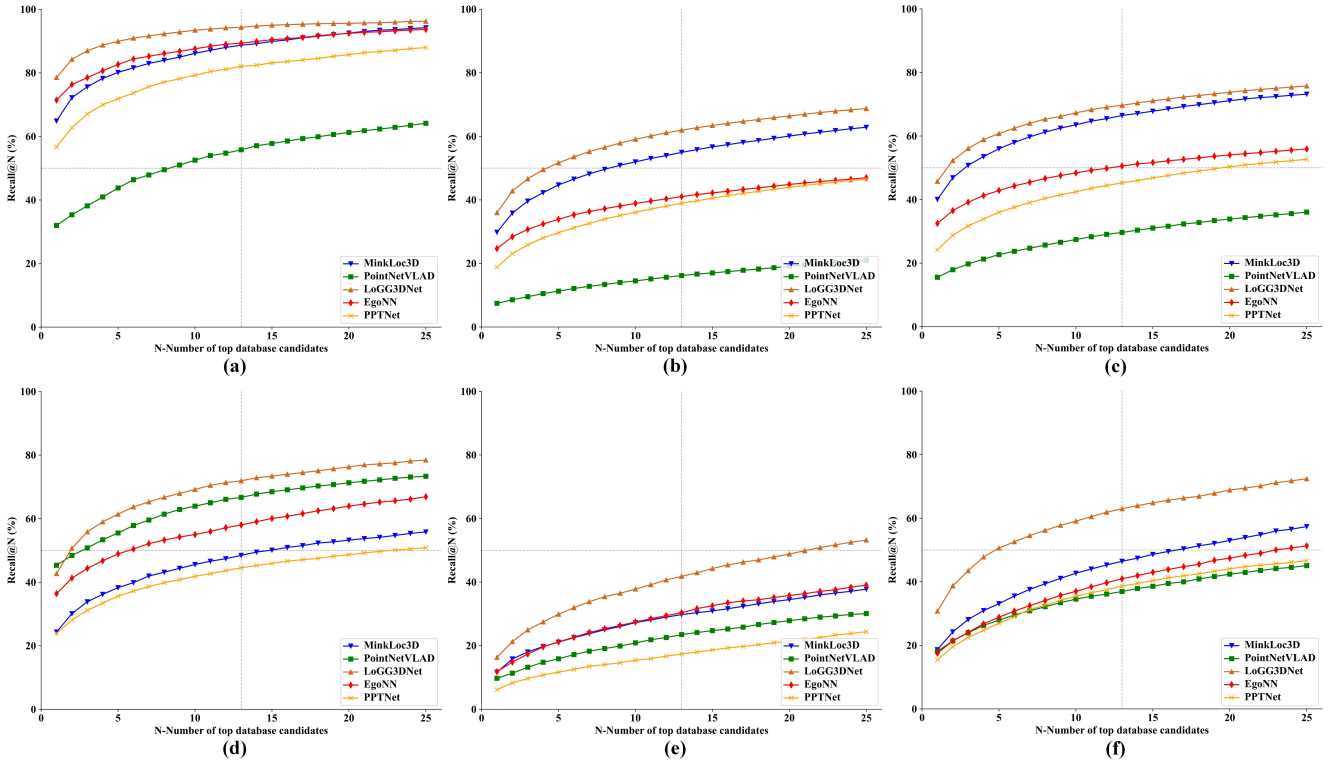 100
80
60
40
20
0
Recall@N (%)
MinkLoc3D
PointNetVLAD
LoGG3DNet
EgoNN
PPTNet
0 5 10 15 20 25
N-Number of top database candidates
(a)
100
80
60
40
20
0
Recall@N (%)
MinkLoc3D
PointNetVLAD
LoGG3DNet
EgoNN
PPTNet
0 5 10 15 20 25
N-Number of top database candidates
(b)
100
80
60
40
20
0
Recall@N (%)
MinkLoc3D
PointNetVLAD
LoGG3DNet
EgoNN
PPTNet
0 5 10 15 20 25
N-Number of top database candidates
(c)
100
80
60
40
20
0
Recall@N (%)
MinkLoc3D
PointNetVLAD
LoGG3DNet
EgoNN
PPTNet
0 5 10 15 20 25
N-Number of top database candidates
(d)
100
80
60
40
20
0
Recall@N (%)
MinkLoc3D
PointNetVLAD
LoGG3DNet
EgoNN
PPTNet
0 5 10 15 20 25
N-Number of top database candidates
(e)
100
80
60
40
20
0
Recall@N (%)
MinkLoc3D
PointNetVLAD
LoGG3DNet
EgoNN
PPTNet
0 5 10 15 20 25
N-Number of top database candidates
(f)